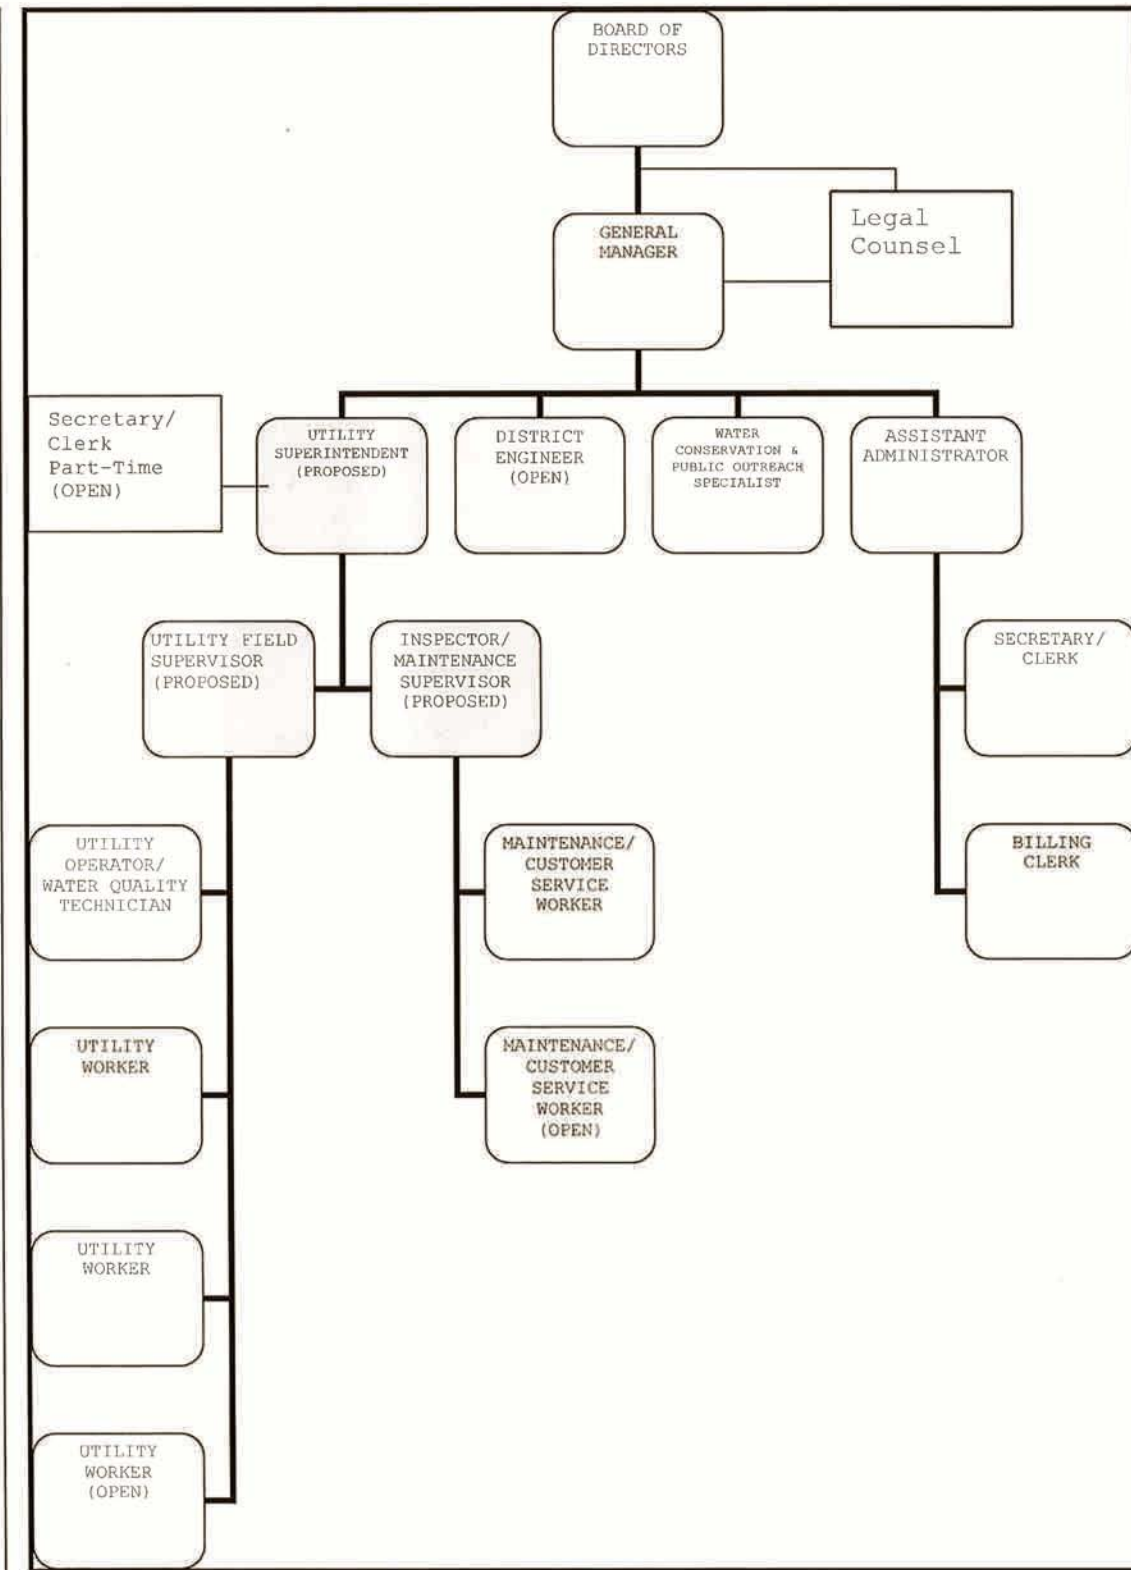 BOARD OF
DIRECTORS
GENERAL
MANAGER
Legal
Counsel
Secretary/
Clerk
Part-Time
(OPEN)
UTILITY
SUPERINTENDENT
(PROPOSED)
DISTRICT
ENGINEER
(OPEN)
WATER
CONSERVATION &
PUBLIC OUTREACH
SPECIALIST
ASSISTANT
ADMINISTRATOR
UTILITY FIELD
SUPERVISOR
(PROPOSED)
INSPECTOR/
MAINTENANCE
SUPERVISOR
(PROPOSED)
SECRETARY/
CLERK
UTILITY
OPERATOR/
WATER QUALITY
TECHNICIAN
MAINTENANCE/
CUSTOMER
SERVICE
WORKER
BILLING
CLERK
UTILITY
WORKER
MAINTENANCE/
CUSTOMER
SERVICE
WORKER
(OPEN)
UTILITY
WORKER
UTILITY
WORKER
(OPEN)